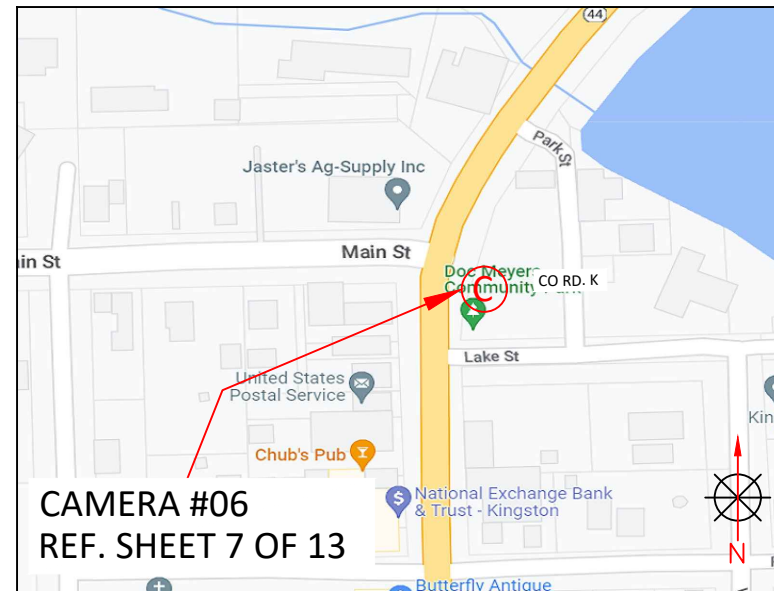 44
Park St
Jaster's Ag-Supply Inc
Main St
in St
Doc Meyers
Community
C
CO RD. K
Lake St
United States
Postal Service
Kin
Chub's Pub
National Exchange Bank
& Trust - Kingston
CAMERA #06
REF. SHEET 7 OF 13
N
Butterfly Antique